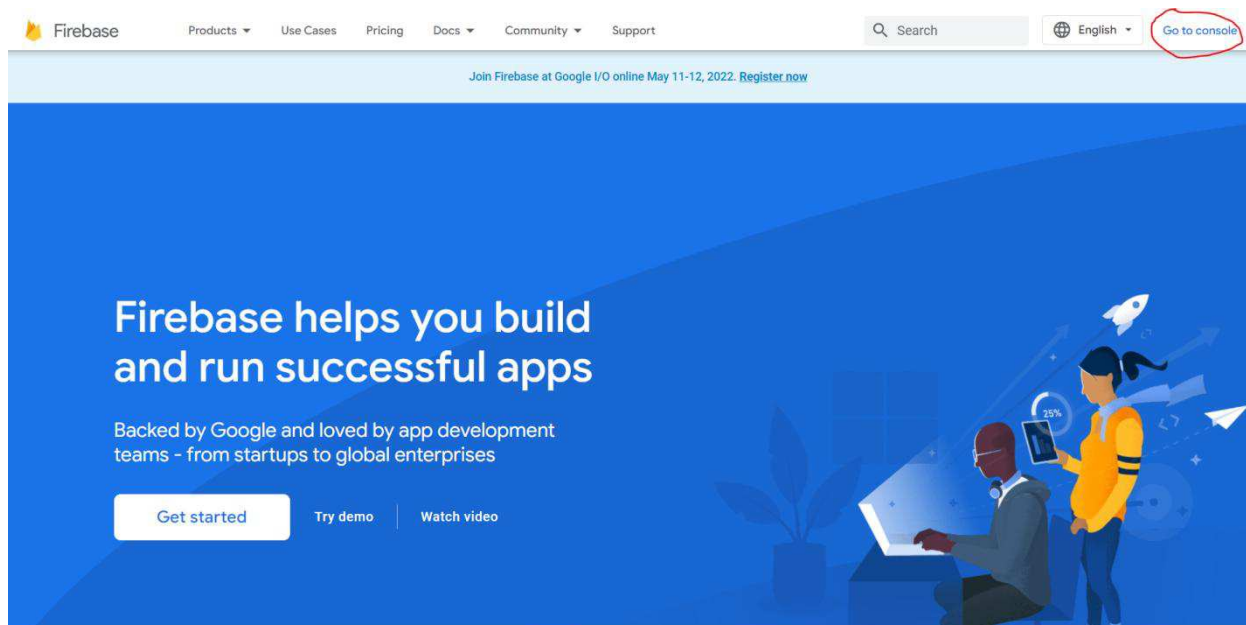 Firebase
Products
Use Cases
Pricing
Docs
Community
Support
Search
English
Go to console
Join Firebase at Google I/O online May 11-12, 2022. Register now
Firebase helps you build
and run successful apps
Backed by Google and loved by app development
teams - from startups to global enterprises
25%
Get started
Try demo
Watch video